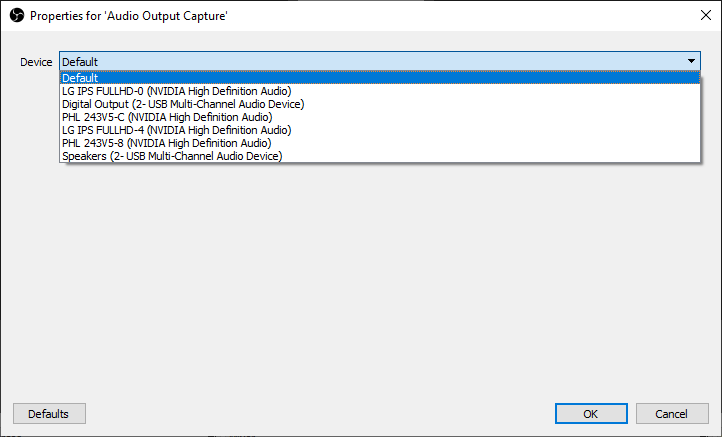 Properties for 'Audio Output Capture'
Device Default
Default
LG IPS FULLHD-0 (NVIDIA High Definition Audio)
Digital Output (2- USB Multi-Channel Audio Device)
PHL 243V5-C (NVIDIA High Definition Audio)
LG IPS FULLHD-4 (NVIDIA High Definition Audio)
PHL 243V5-8 (NVIDIA High Definition Audio)
Speakers (2- USB Multi-Channel Audio Device)
Defaults OK Cancel